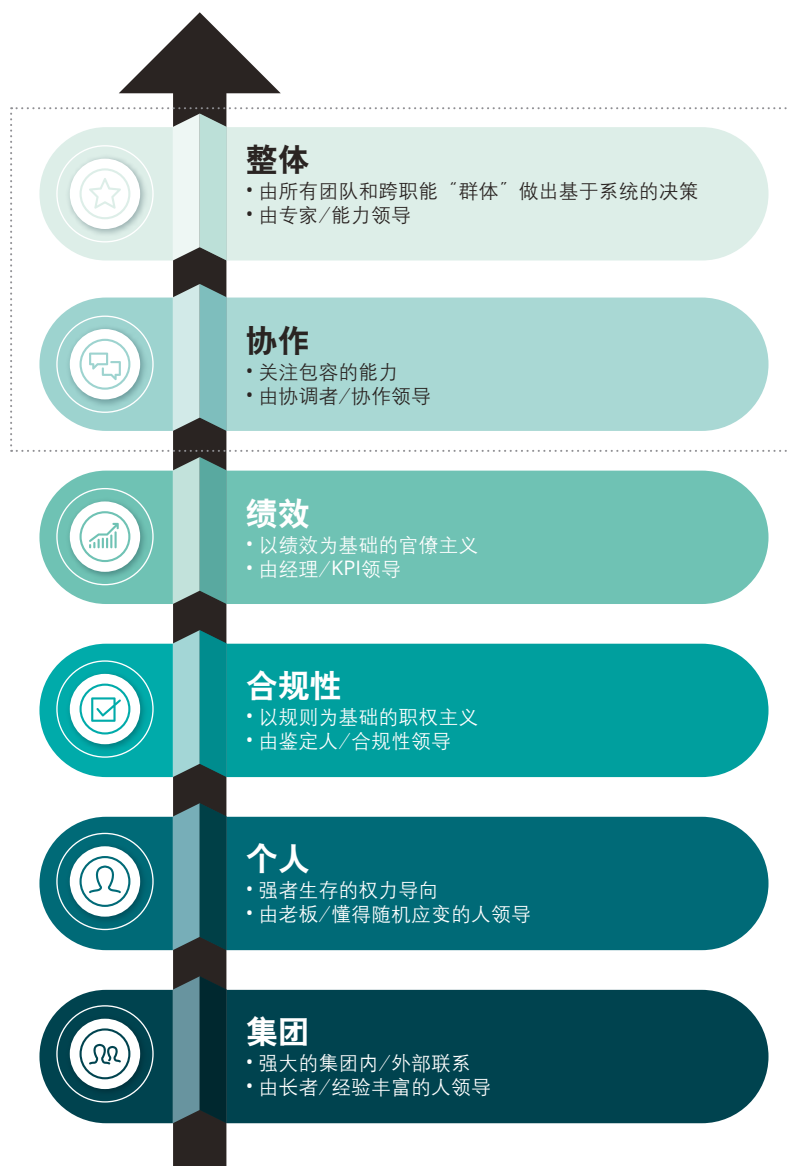 整体
• 由所有团队和跨职能“群体”做出基于系统的决策
• 由专家/能力领导
协作
• 关注包容的能力
• 由协调者/协作领导
绩效
• 以绩效为基础的官僚主义
• 由经理/KPI领导
合规性
• 以规则为基础的职权主义
• 由鉴定人/合规性领导
个人
• 强者生存的权力导向
• 由老板/懂得随机应变的人领导
集团
• 强大的集团内/外部联系
• 由长者/经验丰富的人领导